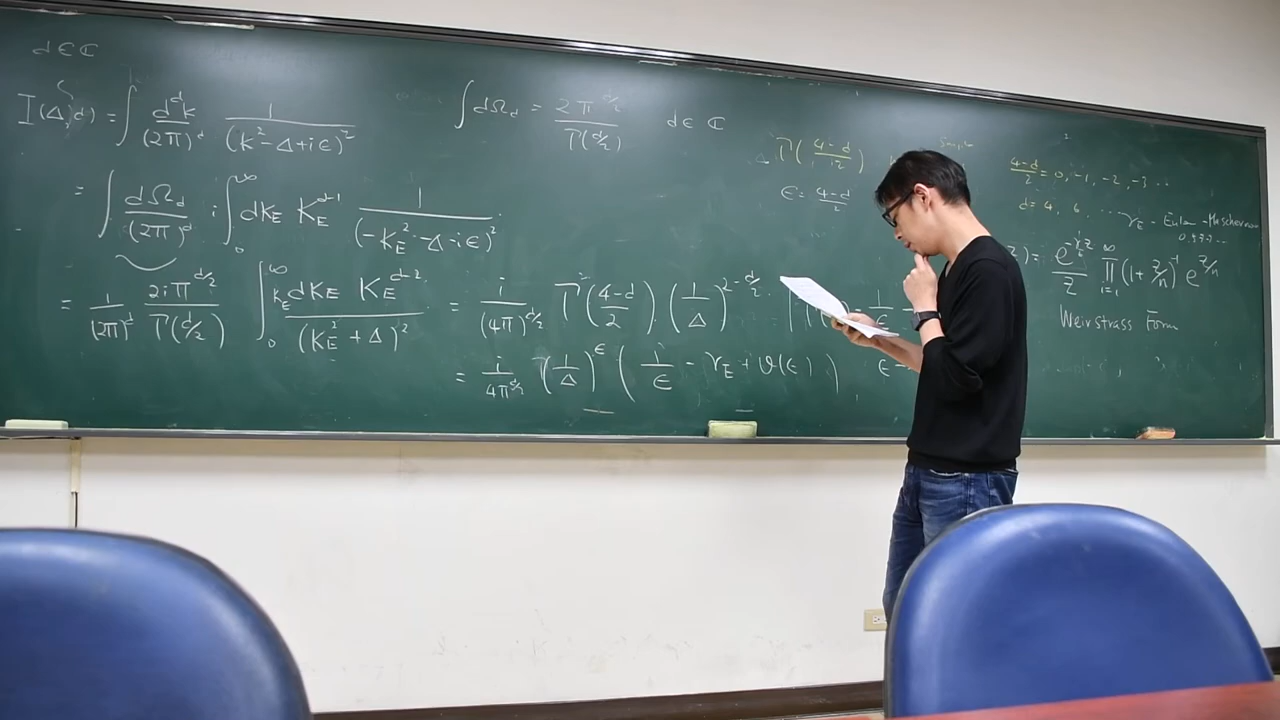 d ∈ ℂ
I(Δ,d) = ∫ d^d k / (2π)^d 1 / (k² - Δ + iε)²
= ∫ dΩ_d / (2π)^d i ∫_0^∞ dK_E K_E^{d-1} 1 / (-K_E² - Δ - iε)²
= 1 / (2π)^d 2iπ^{d/2} / Γ(d/2) ∫_0^∞ K_E dK_E K_E^{d-2} / (K_E² + Δ)²
∫ dΩ_d = 2π^{d/2} / Γ(d/2) d ∈ ℂ
= i / (4π)^{d/2} Γ((4-d)/2) (1/Δ)^{2-d/2}.
= i / 4π^{d/2} (1/Δ)^ε (1/ε - γ_E + ϑ(ε))
Γ((4-d)/2)
ε = (4-d)/2
1/ε
ε -
(4-d)/2 = 0, -1, -2, -3 ..
d = 4, 6, ...
γ_E - Euler - Mascheroni
z) = e^{-γ_E z} / z ∏_{i=1}^∞ (1 + z/n)^{-1} e^{z/n}
Weirstrass Form